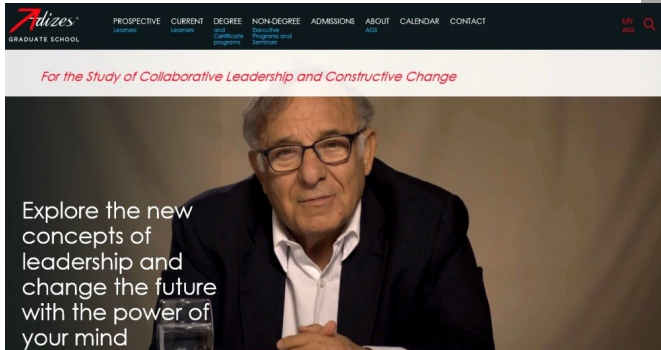 Adizes®
GRADUATE SCHOOL
PROSPECTIVE
Learners
CURRENT
Learners
DEGREE
and
Certificate
programs
NON-DEGREE
Executive
Programs and
Seminars
ADMISSIONS
ABOUT
AGS
CALENDAR
CONTACT
MY
AGS
For the Study of Collaborative Leadership and Constructive Change
Explore the new
concepts of
leadership and
change the future
with the power of
your mind